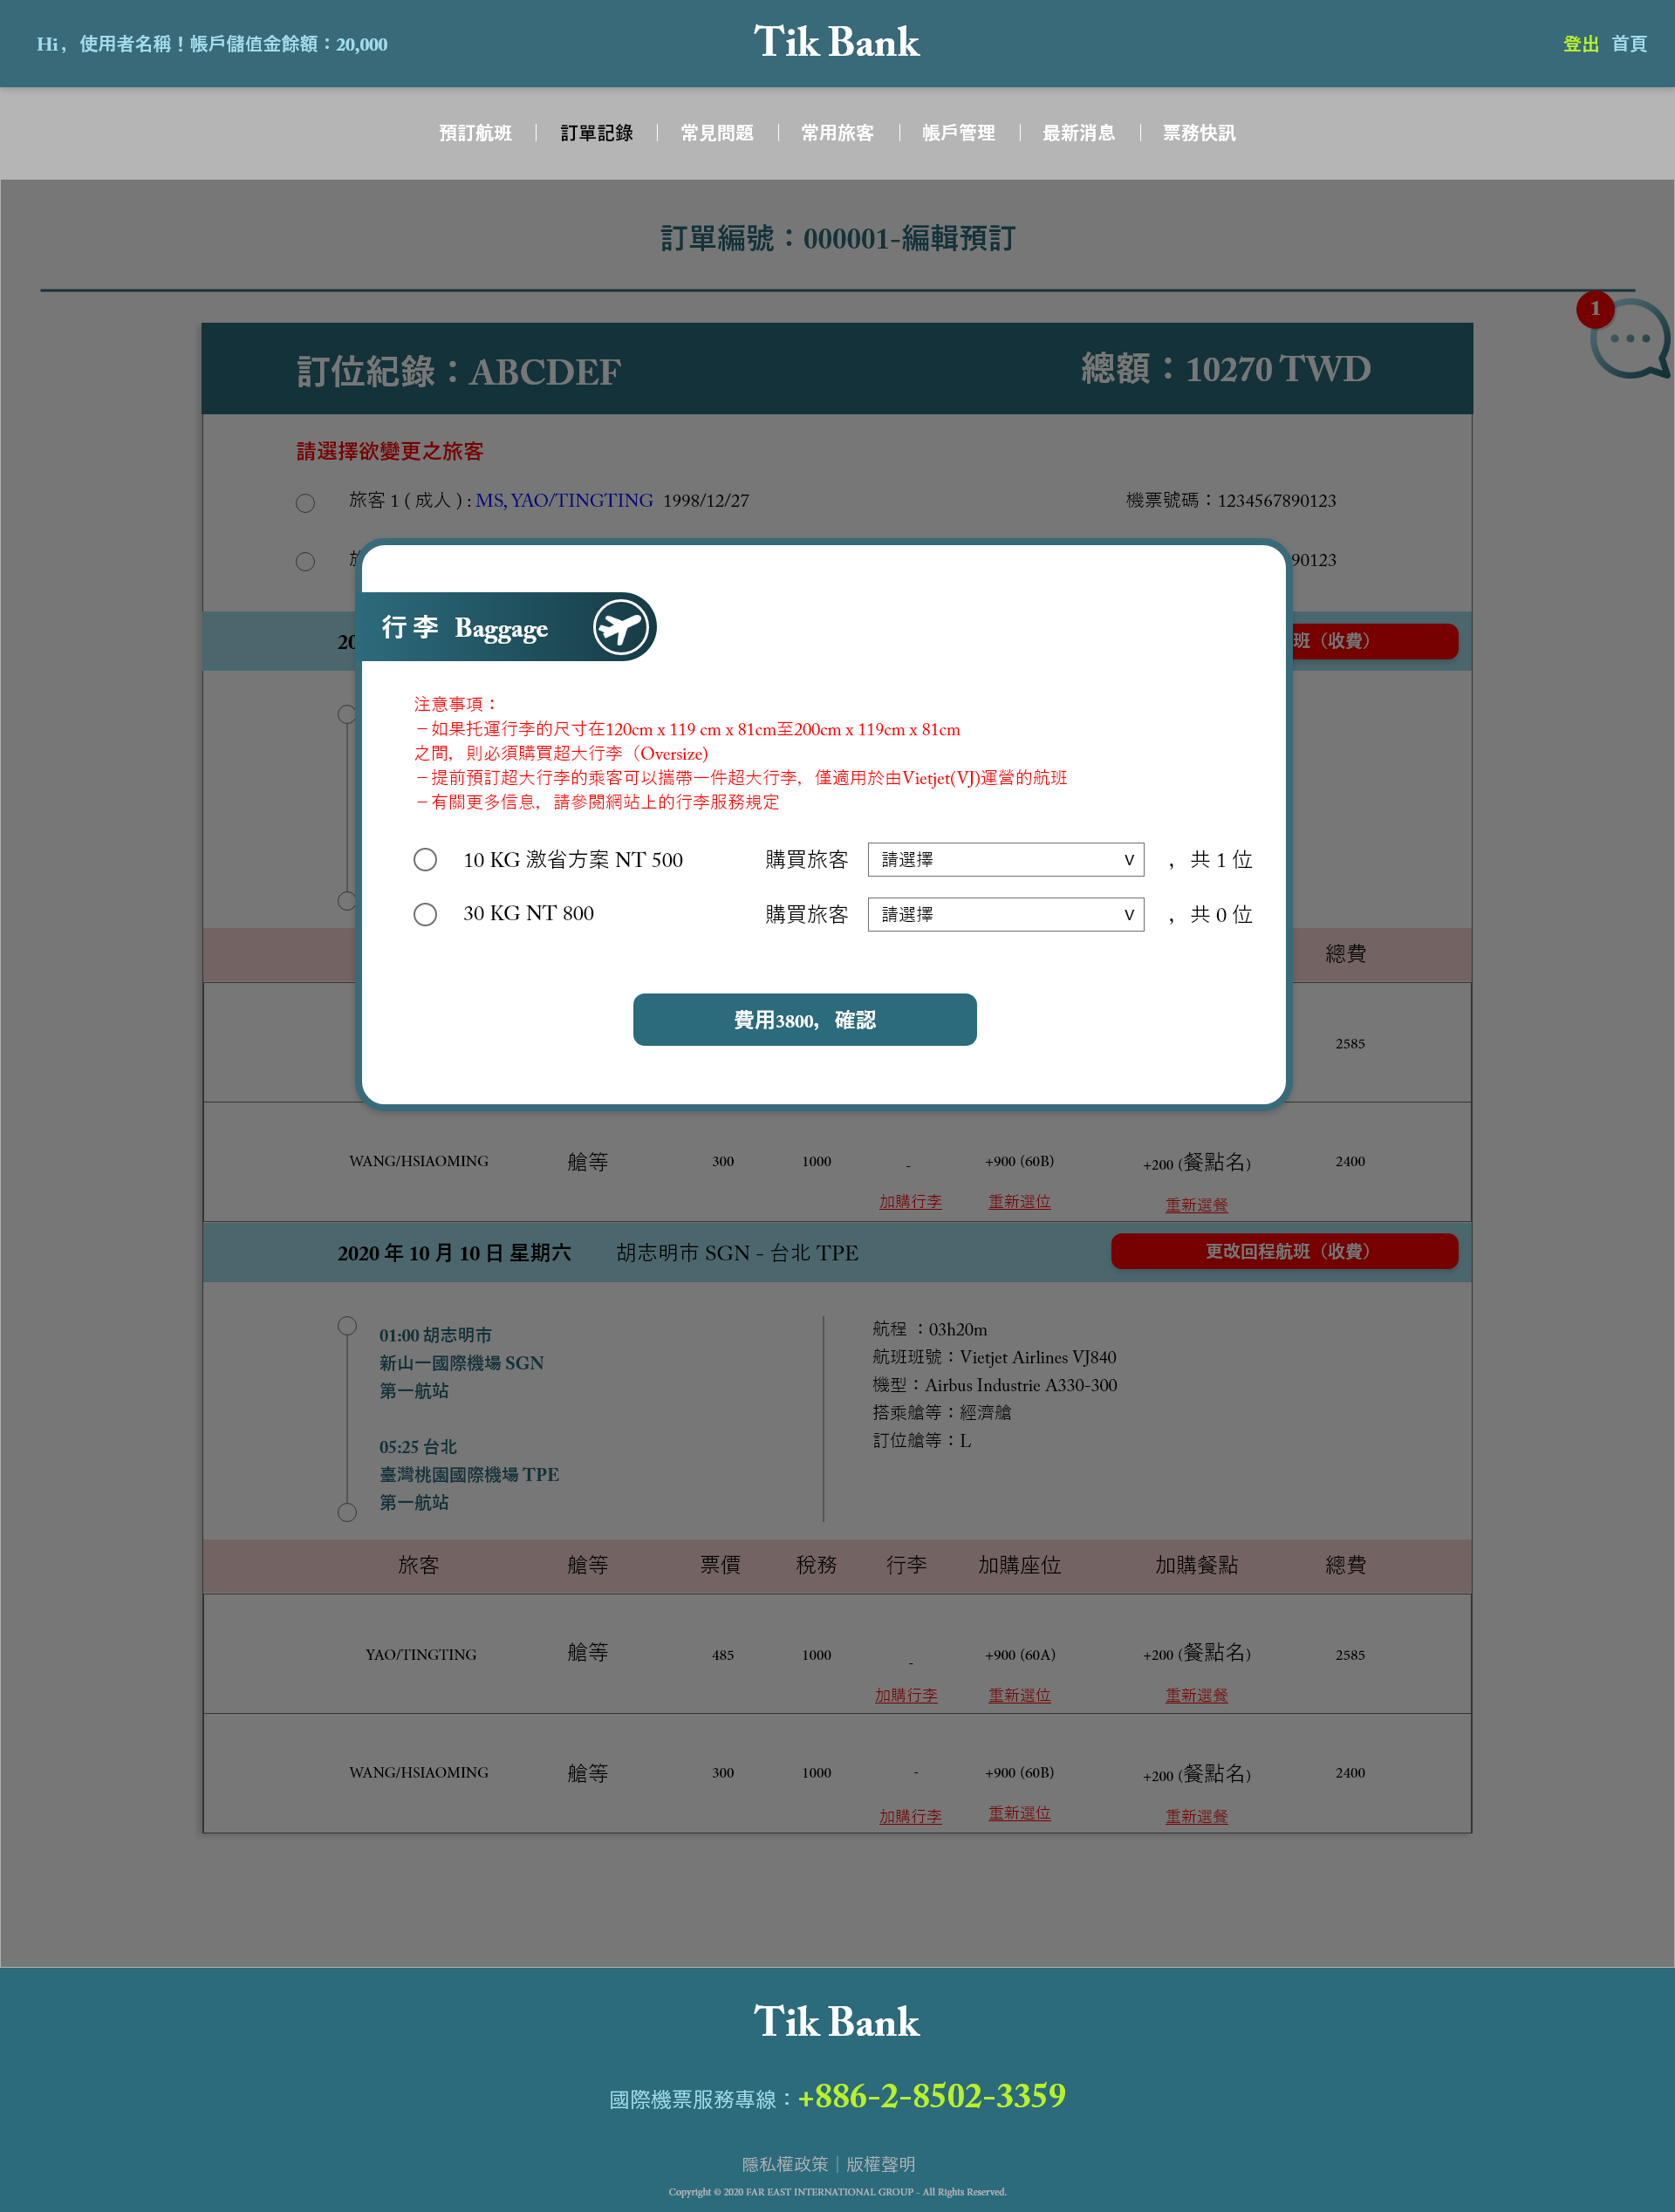 Hi，使用者名稱！帳戶儲值金餘額：20,000
Tik Bank
登出 首頁
預訂航班 | 訂單記錄 | 常見問題 | 常用旅客 | 帳戶管理 | 最新消息 | 票務快訊
訂單編號：000001-編輯預訂
1
訂位紀錄：ABCDEF 總額：10270 TWD
請選擇欲變更之旅客
旅客 1 ( 成人 ) : MS, YAO/TINGTING 1998/12/27 機票號碼：1234567890123
90123
行李 Baggage
20
班（收費）
注意事項：
－如果托運行李的尺寸在120cm x 119 cm x 81cm至200cm x 119cm x 81cm
之間，則必須購買超大行李（Oversize)
－提前預訂超大行李的乘客可以攜帶一件超大行李，僅適用於由Vietjet(VJ)運營的航班
－有關更多信息，請參閱網站上的行李服務規定
10 KG 激省方案 NT 500 購買旅客 請選擇 V ，共 1 位
30 KG NT 800 購買旅客 請選擇 V ，共 0 位
總費
費用3800，確認
2585
WANG/HSIAOMING 艙等 300 1000 - +900 (60B) +200 (餐點名) 2400
加購行李 重新選位 重新選餐
2020 年 10 月 10 日 星期六 胡志明市 SGN - 台北 TPE 更改回程航班（收費）
01:00 胡志明市
新山一國際機場 SGN
第一航站
05:25 台北
臺灣桃園國際機場 TPE
第一航站
航程 ：03h20m
航班班號：Vietjet Airlines VJ840
機型：Airbus Industrie A330-300
搭乘艙等：經濟艙
訂位艙等：L
旅客 艙等 票價 稅務 行李 加購座位 加購餐點 總費
YAO/TINGTING 艙等 485 1000 - +900 (60A) +200 (餐點名) 2585
加購行李 重新選位 重新選餐
WANG/HSIAOMING 艙等 300 1000 - +900 (60B) +200 (餐點名) 2400
加購行李 重新選位 重新選餐
Tik Bank
國際機票服務專線：+886-2-8502-3359
隱私權政策｜版權聲明
Copyright © 2020 FAR EAST INTERNATIONAL GROUP - All Rights Reserved.